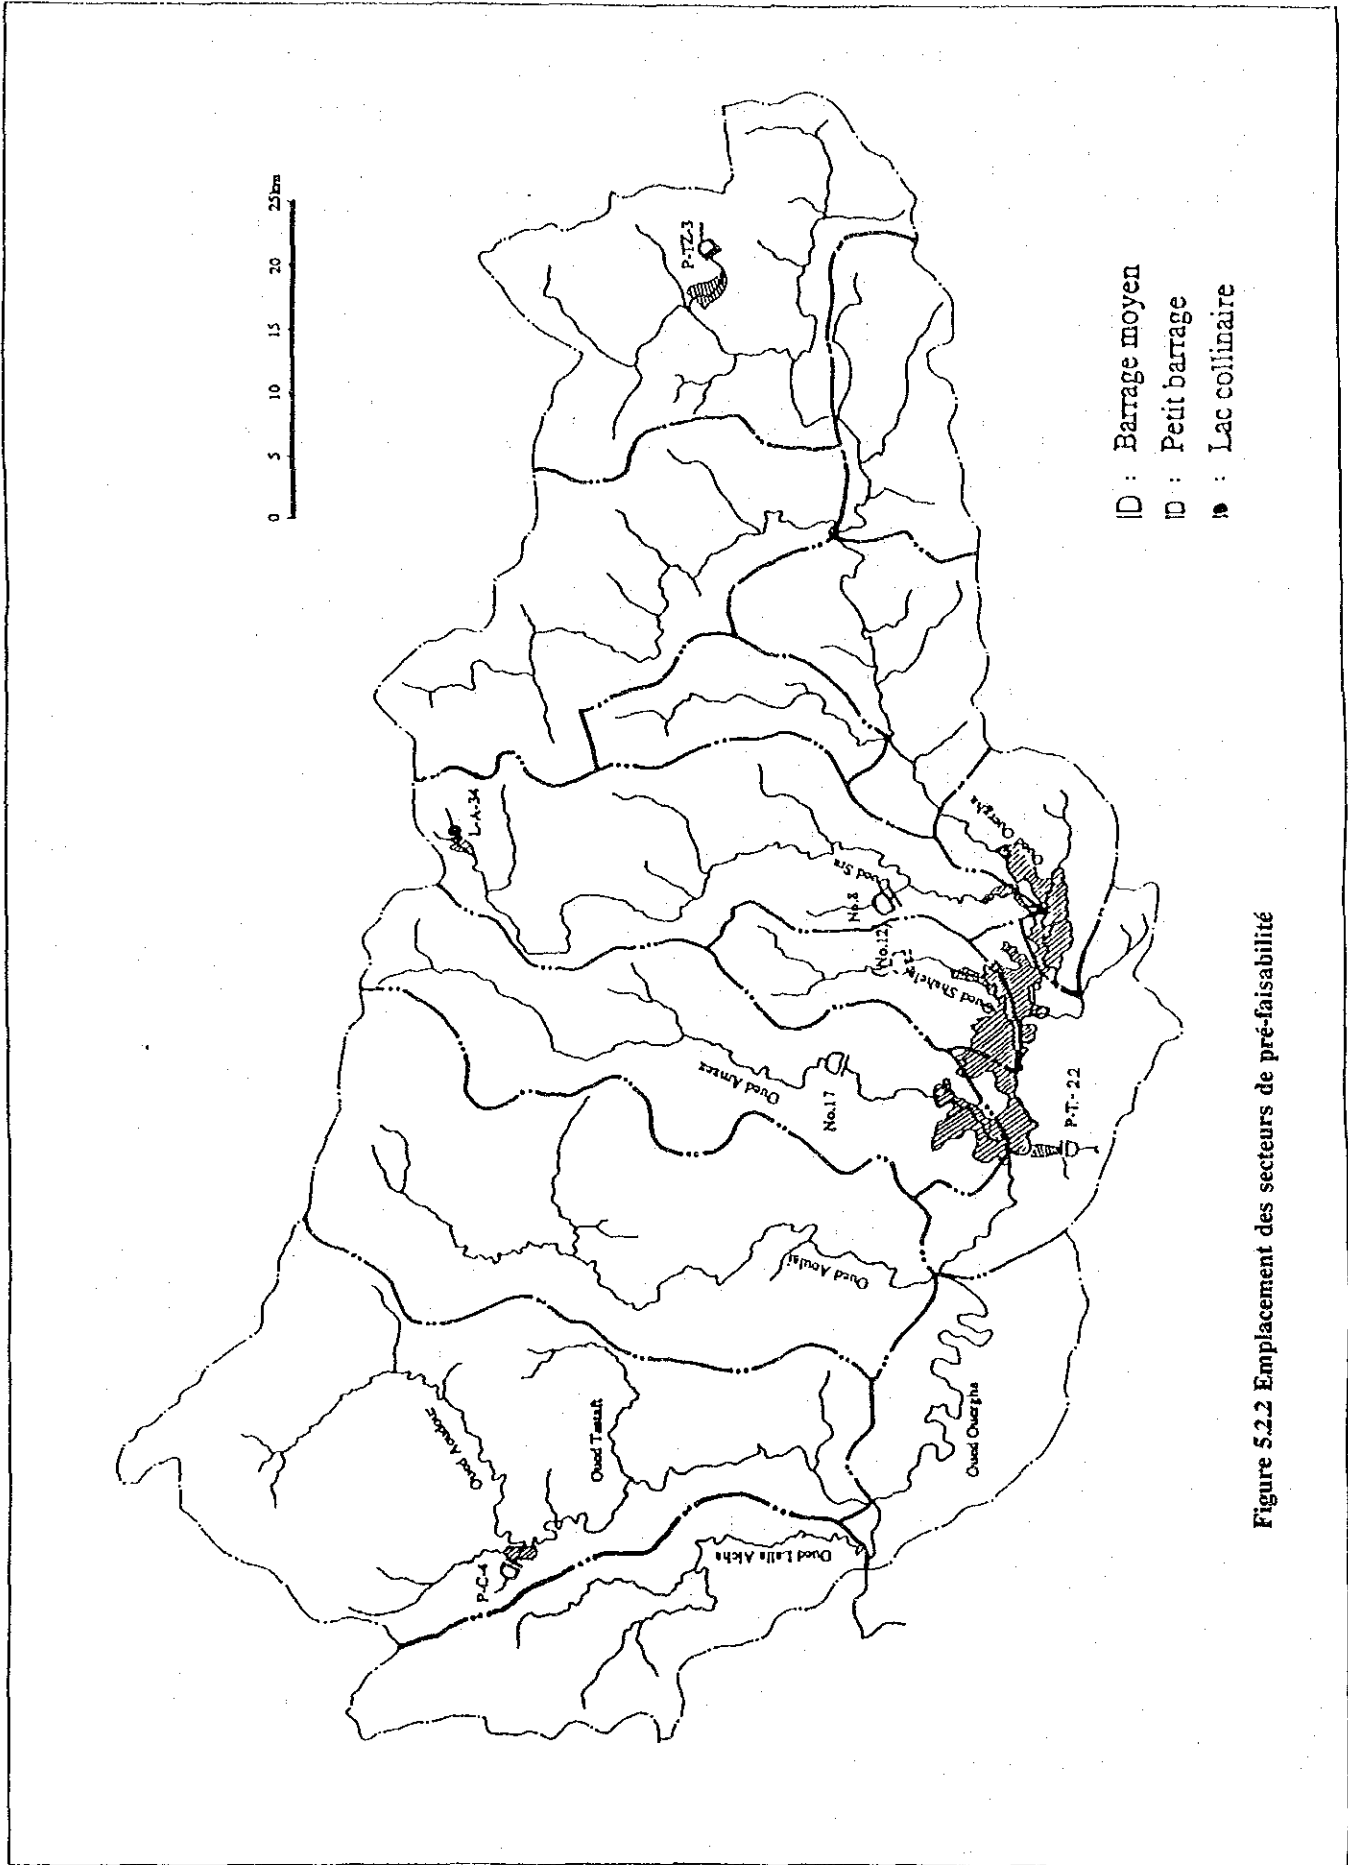 0 5 10 15 20 25km
P-TZ-3
L-A-34
Oued Ouergha
Oued Sra
No.8
(No.12)
Oued Amzez
No.17
P-T.-22
Oued Aoulai
Oued Aoudour
Oued Ouergha
P-C-4
Oued Lalla Aicha
: Barrage moyen
: Petit barrage
: Lac collinaire
Figure 5.2.2 Emplacement des secteurs de pré-faisabilité